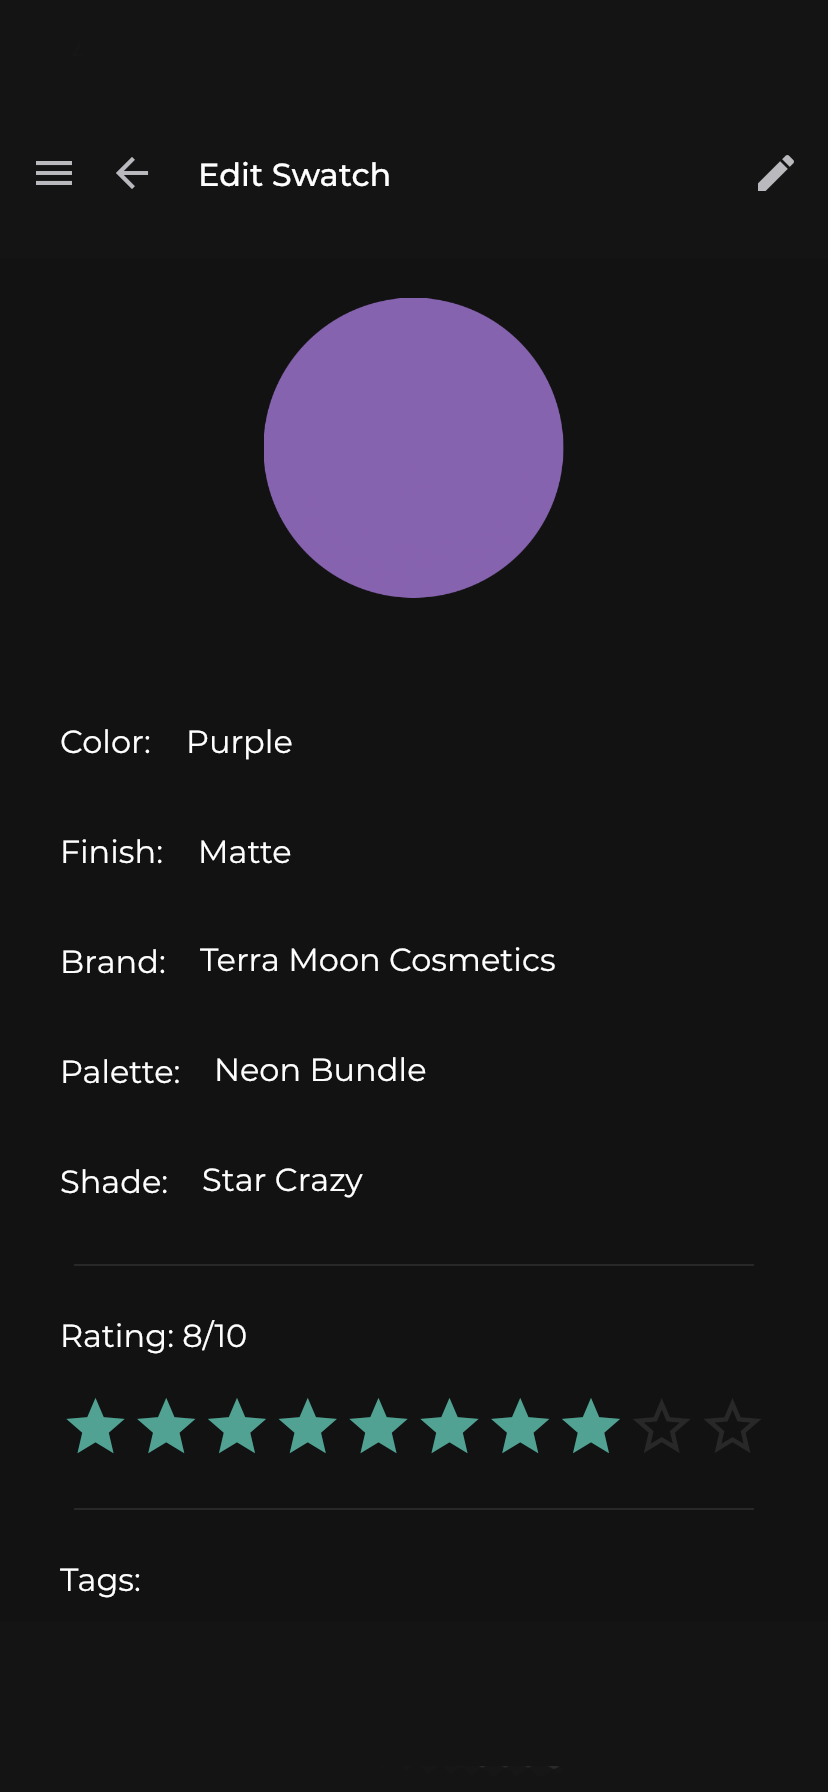 Edit Swatch
Color: Purple
Finish: Matte
Brand: Terra Moon Cosmetics
Palette: Neon Bundle
Shade: Star Crazy
Rating: 8/10
Tags: